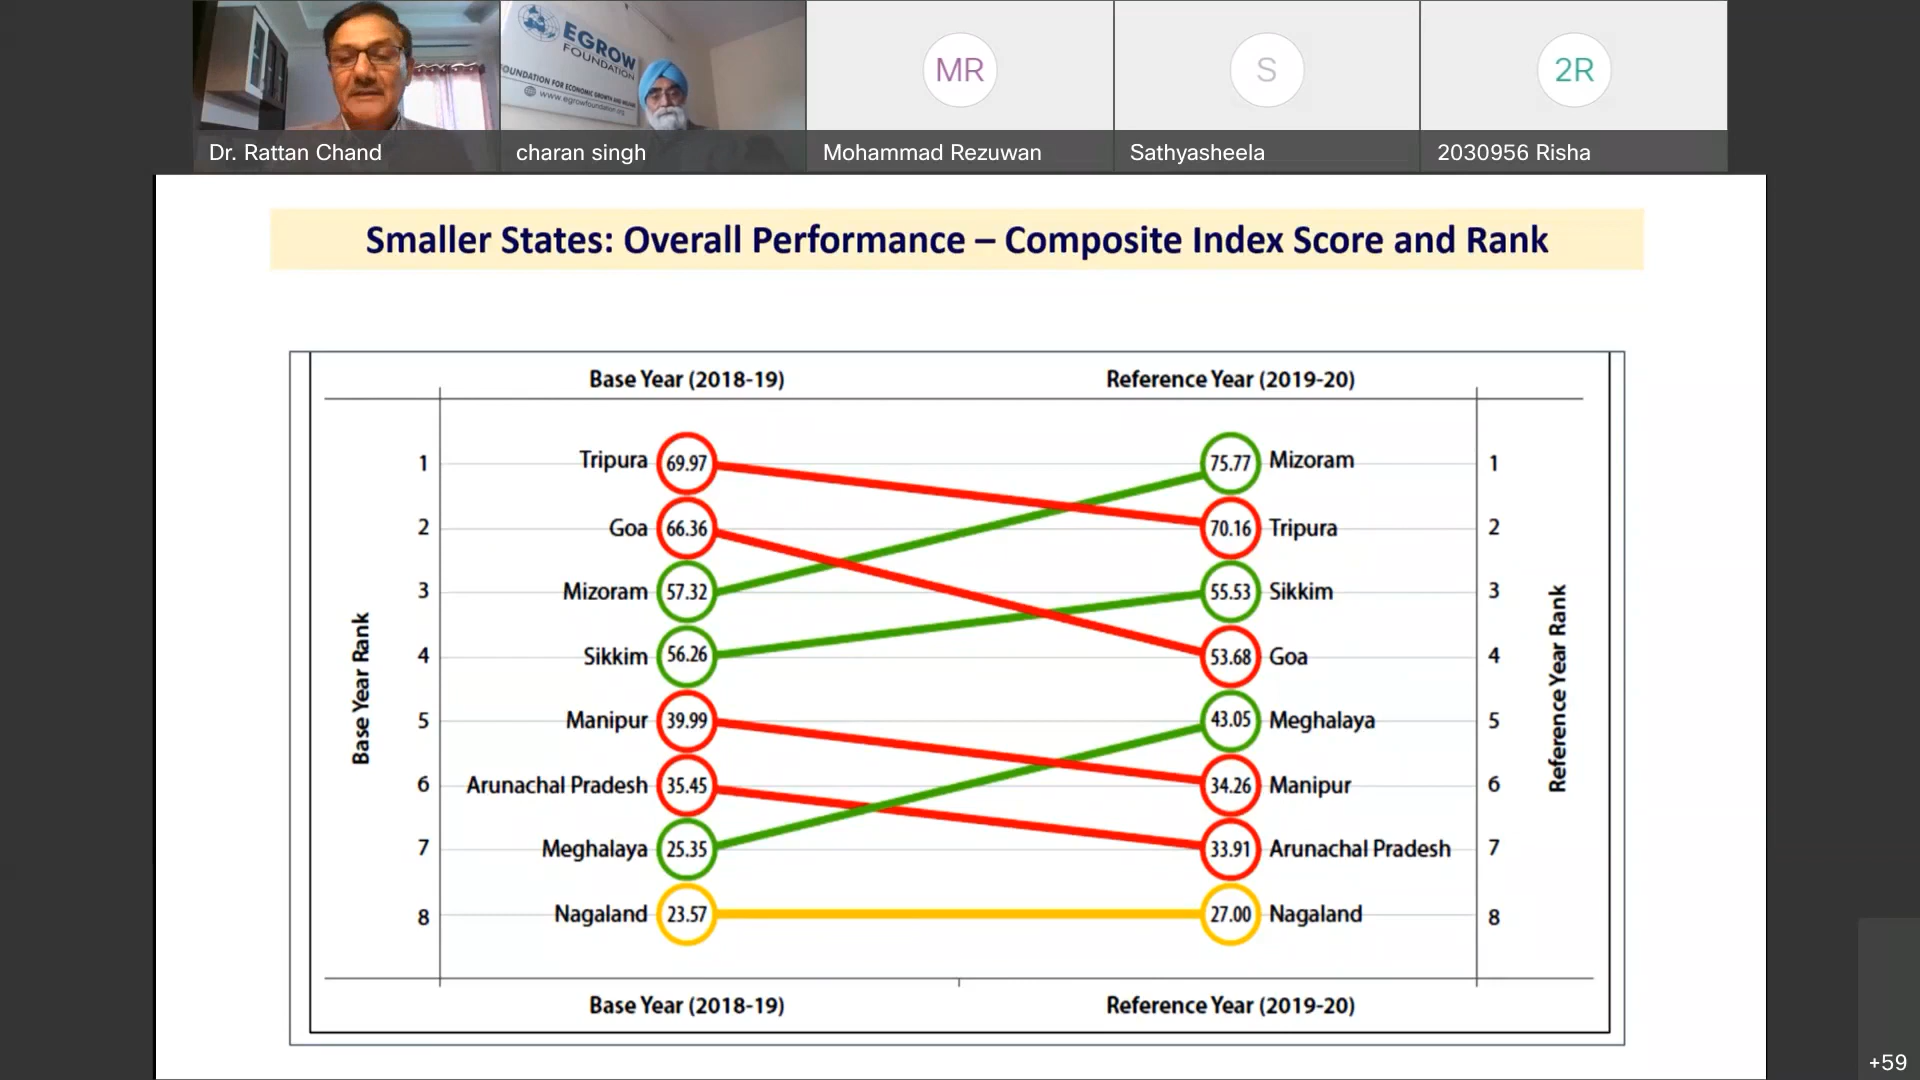 EGROW
FOUNDATION
FOUNDATION FOR ECONOMIC GROWTH AND WELFARE
www.egrowfoundation.org
MR
S
2R
Dr. Rattan Chand
charan singh
Mohammad Rezuwan
Sathyasheela
2030956 Risha
Smaller States: Overall Performance – Composite Index Score and Rank
Base Year (2018-19) Reference Year (2019-20)
1 Tripura 69.97 75.77 Mizoram 1
2 Goa 66.36 70.16 Tripura 2
3 Mizoram 57.32 55.53 Sikkim 3
4 Sikkim 56.26 53.68 Goa 4
5 Manipur 39.99 43.05 Meghalaya 5
6 Arunachal Pradesh 35.45 34.26 Manipur 6
7 Meghalaya 25.35 33.91 Arunachal Pradesh 7
8 Nagaland 23.57 27.00 Nagaland 8
Base Year Rank
Reference Year Rank
Base Year (2018-19) Reference Year (2019-20)
+59